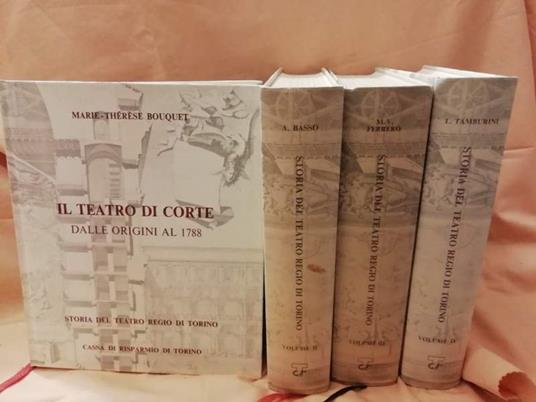 MARIE-THÉRÈSE BOUQUET
IL TEATRO DI CORTE
DALLE ORIGINI AL 1788
STORIA DEL TEATRO REGIO DI TORINO
CASSA DI RISPARMIO DI TORINO
A. BASSO
STORIA DEL TEATRO REGIO DI TORINO
VOLUME II
M.V.
FERRERO
STORIA DEL TEATRO REGIO DI TORINO
VOLUME III
L. TAMBURINI
STORIA DEL TEATRO REGIO DI TORINO
VOLUME IV